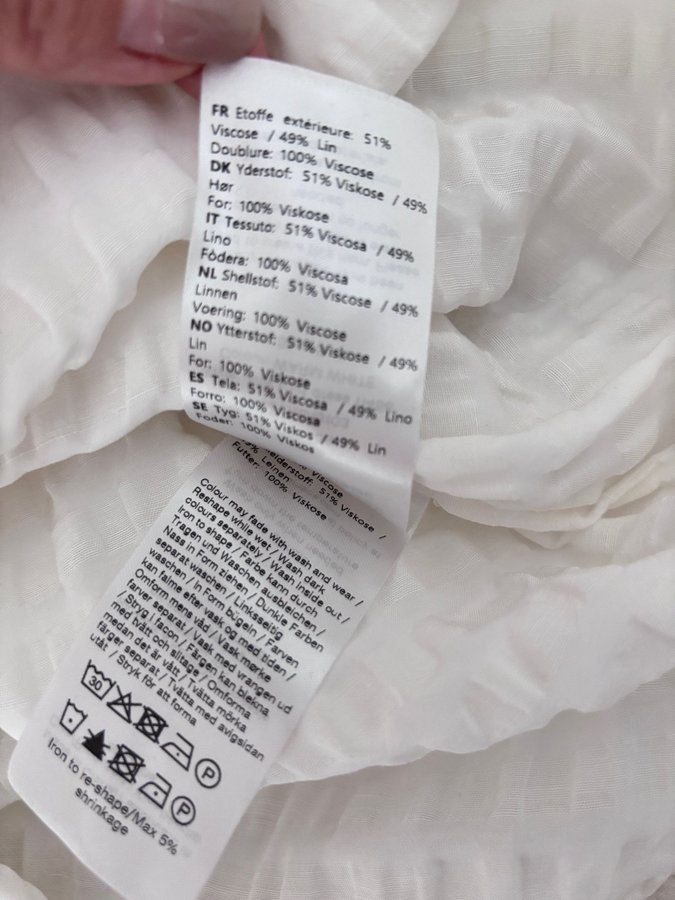 FR Etoffe extérieure: 51%
Viscose / 49% Lin
Doublure: 100% Viscose
DK Yderstof: 51% Viskose / 49%
Hør
For: 100% Viskose
IT Tessuto: 51% Viscosa / 49%
Lino
Fódera: 100% Viscosa
NL Shellstof: 51% Viscose / 49%
Linnen
Voering: 100% Viscose
NO Ytterstof: 51% Viskose / 49%
Lin
For: 100% Viskose
ES Tela: 51% Viscosa / 49% Lino
Forro: 100% Viscosa
SE Tyg: 51% Viskos / 49% Lin
Foder: 100% Viskos
51% Viscose /
Leinen
Futter: 100% Viskose
Colour may fade with wash and wear /
Reshape while wet / Wash dark
colours separately / Wash inside out /
Iron to shape / Farbe kann durch
Tragen und Waschen ausbleichen /
Nass in Form ziehen / Dunkle Farben
separat waschen / Linksseitig
waschen / In Form bügeln / Farven
kan falme efter vask og med tiden /
Omform mens våd / Vask mørke
farver separat / Vask med vrangen ud
/ Stryg i facon / Färgen kan blekna
med tvätt och slitage / Omforma
medan det är vått / Tvätta mörka
färger separat / Tvätta med avigsidan
utåt / Stryk för att forma
30 P
P
Iron to re-shape/Max 5%
shrinkage